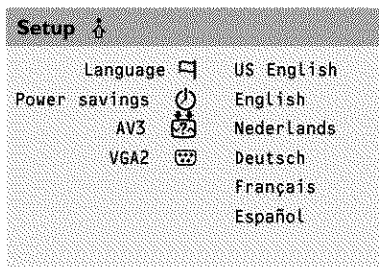 Setup
Language US English
Power savings English
AV3 Nederlands
VGA2 Deutsch
Français
Español